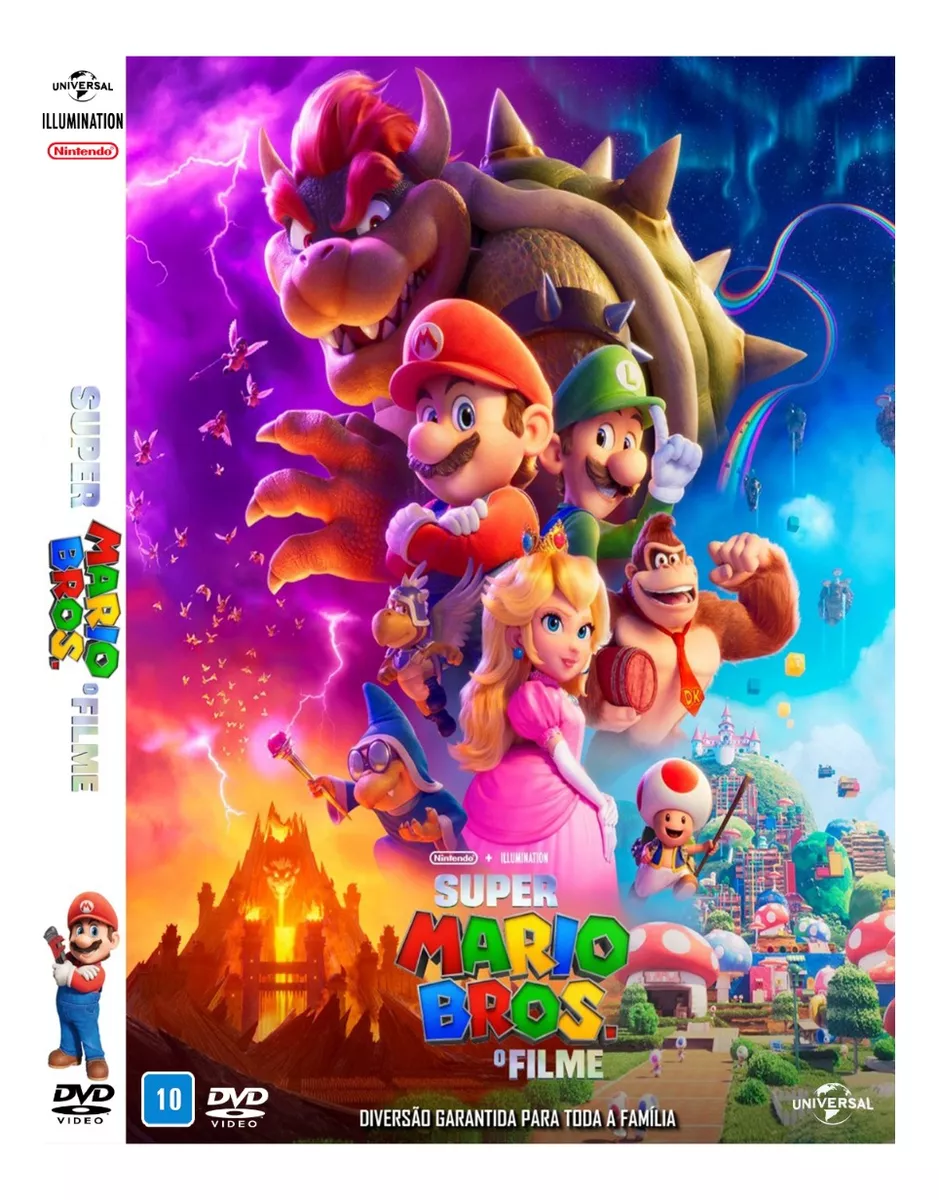 UNIVERSAL
ILLUMINATION
Nintendo
SUPER
MARIO
BROS.
O FILME
DVD
VIDEO
M
L
DK
Nintendo + ILLUMINATION
SUPER
MARIO
BROS.
O FILME
10
DVD
VIDEO
DIVERSÃO GARANTIDA PARA TODA A FAMÍLIA
UNIVERSAL
M